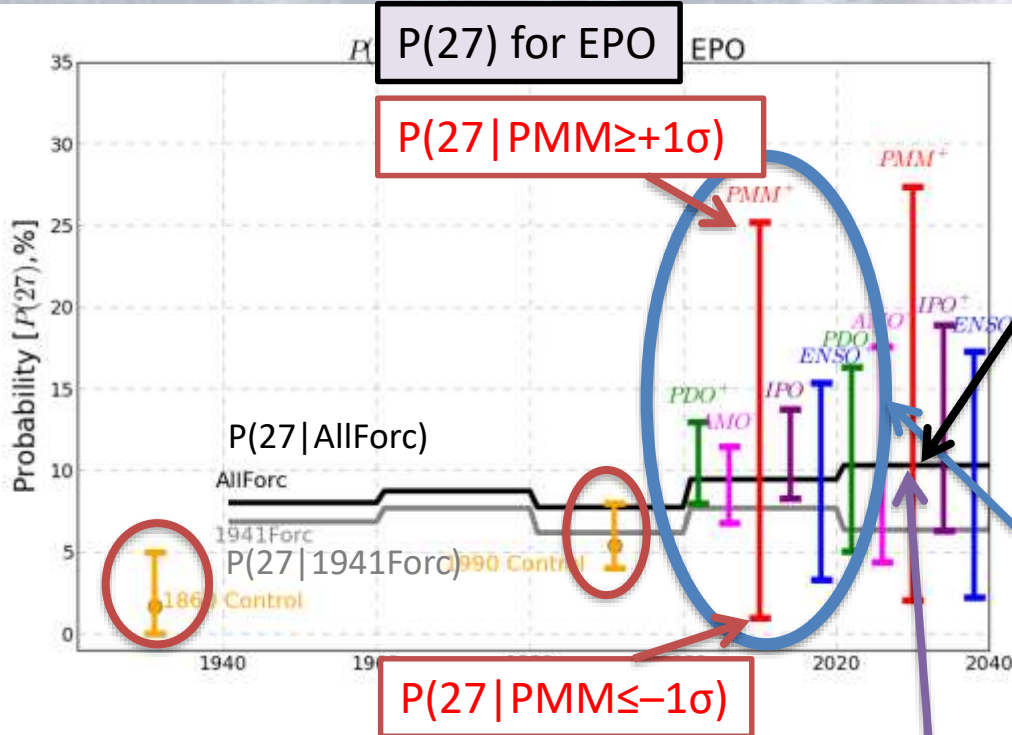 P(27) for EPO
P(
EPO
P(27|PMM≥+1σ)
35
30
25
20
15
10
5
0
Probability [P(27),%]
PMM⁺
PMM⁺
IPO⁺
ENSO
PDO
ENSO
PDO⁺
AMO
IPO
P(27|AllForc)
AllForc
1941Forc
P(27|1941Forc)
1990 Control
Control
1940
2020
2040
P(27|PMM≤–1σ)